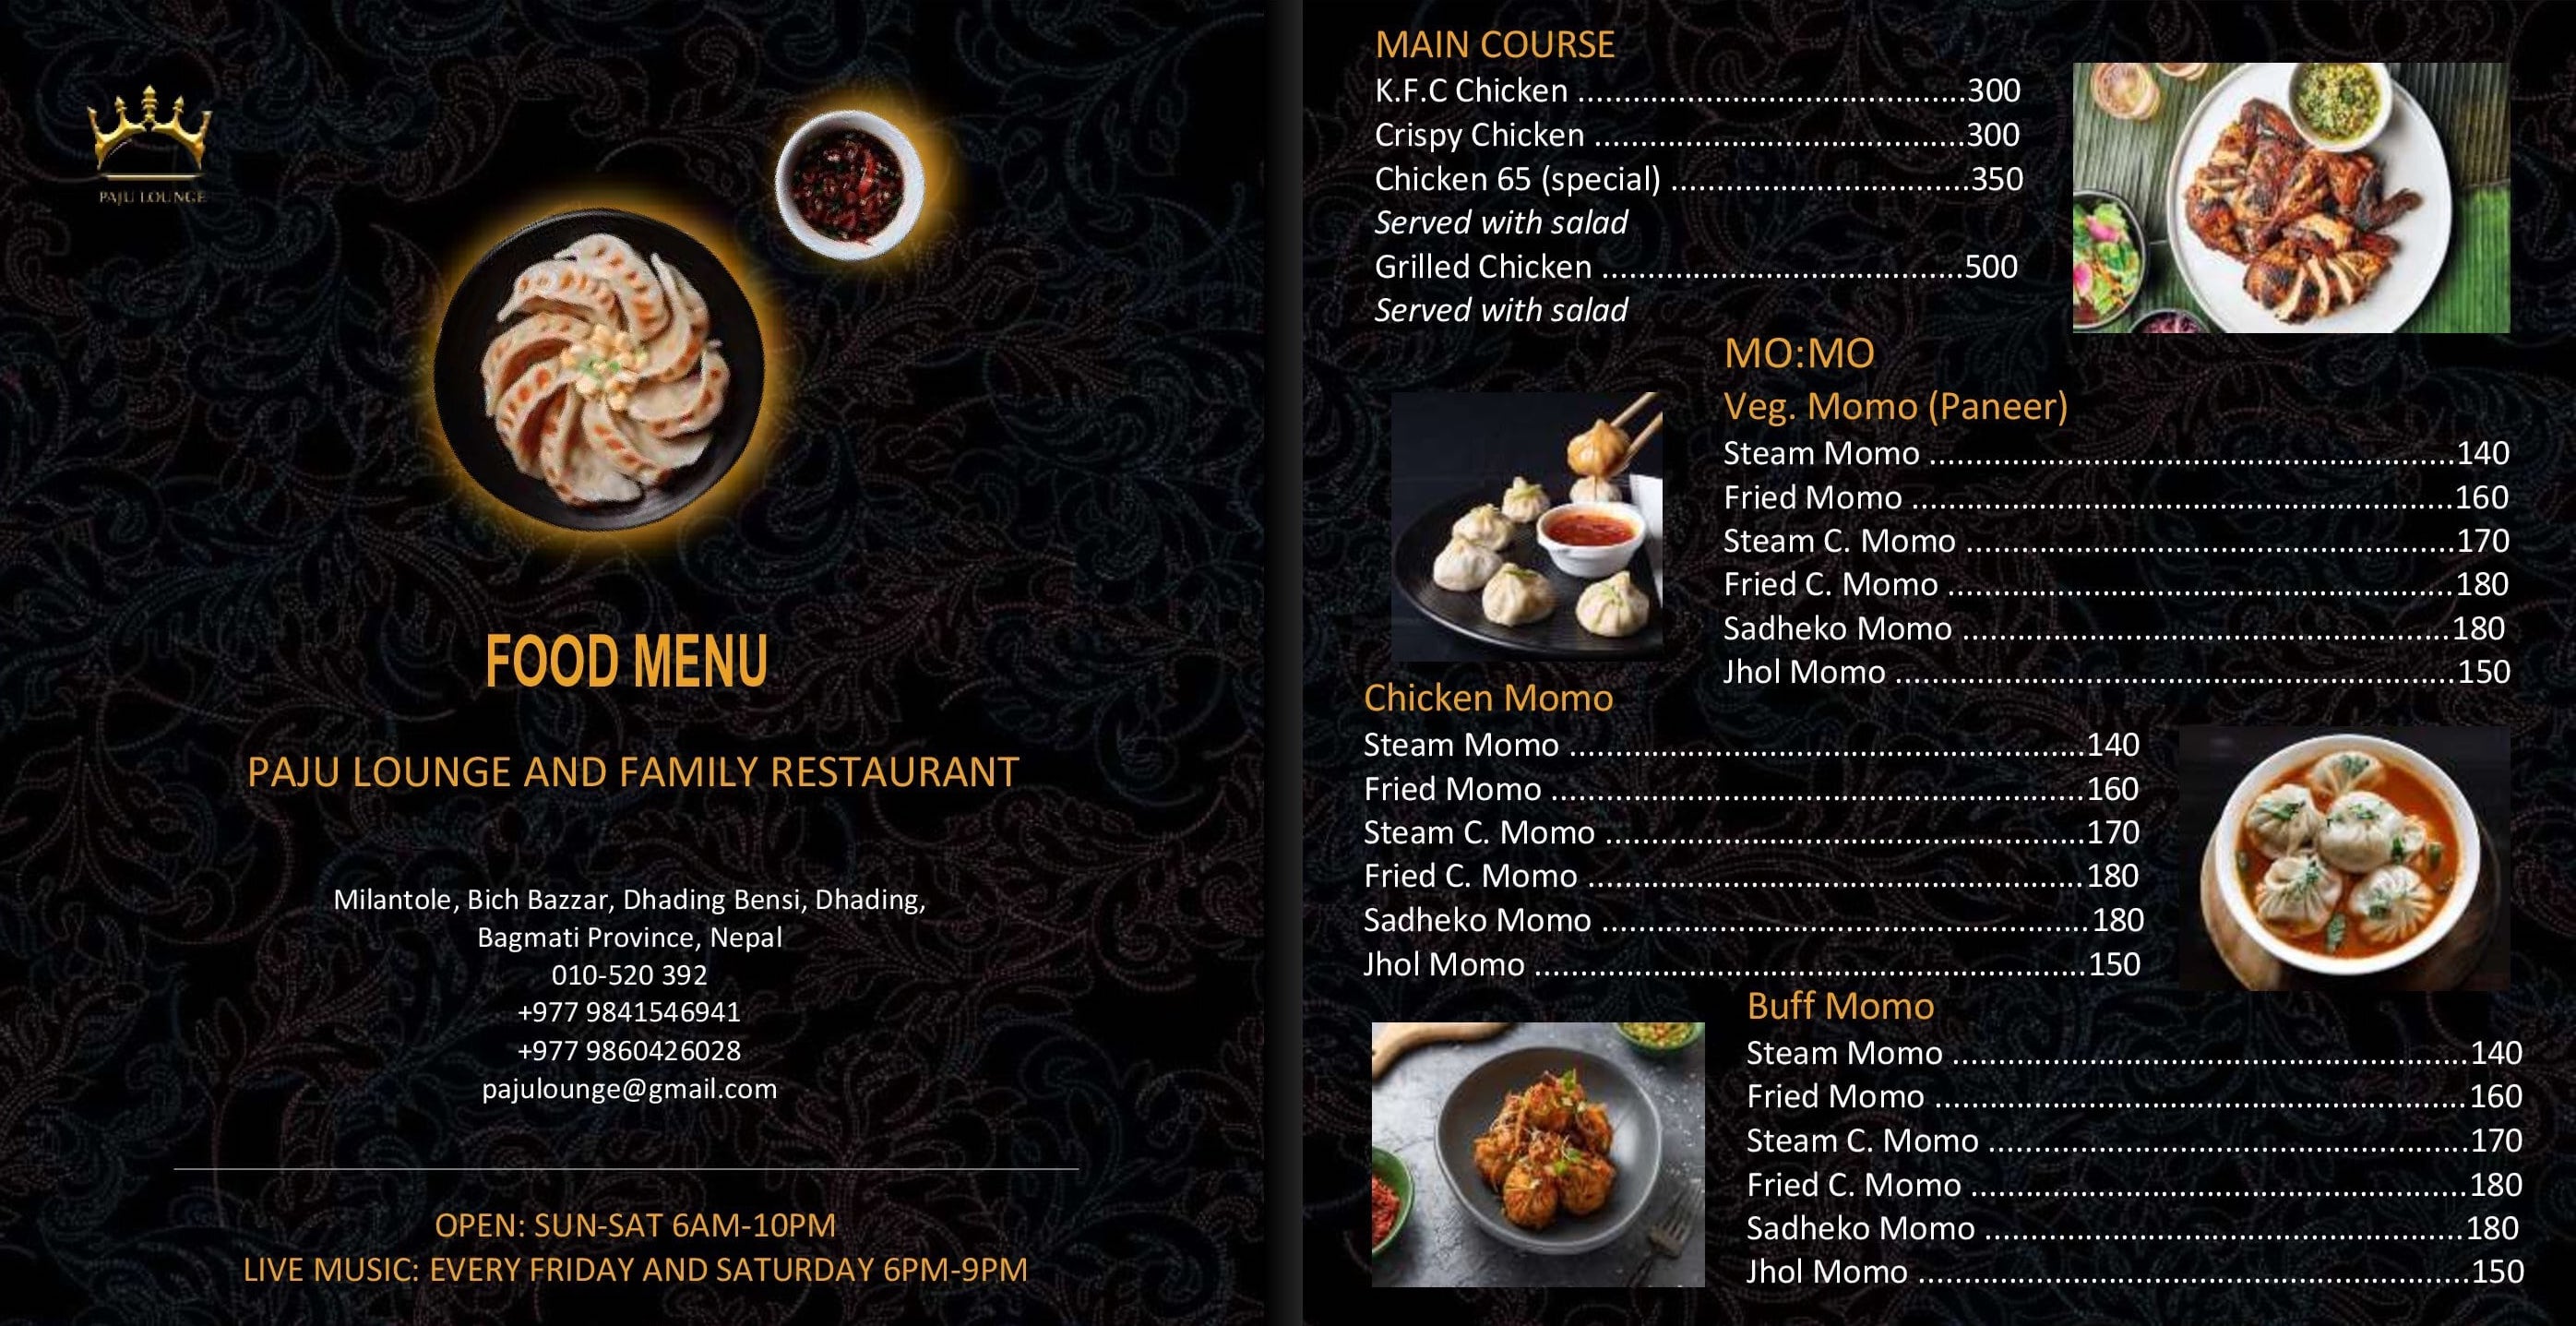 PAJU LOUNGE
FOOD MENU
PAJU LOUNGE AND FAMILY RESTAURANT
Milantole, Bich Bazzar, Dhading Bensi, Dhading,
Bagmati Province, Nepal
010-520 392
+977 9841546941
+977 9860426028
pajulounge@gmail.com
OPEN: SUN-SAT 6AM-10PM
LIVE MUSIC: EVERY FRIDAY AND SATURDAY 6PM-9PM
MAIN COURSE
K.F.C Chicken ..........................................300
Crispy Chicken ........................................300
Chicken 65 (special) ................................350
Served with salad
Grilled Chicken .......................................500
Served with salad
MO:MO
Veg. Momo (Paneer)
Steam Momo .........................................................140
Fried Momo ...........................................................160
Steam C. Momo .....................................................170
Fried C. Momo .......................................................180
Sadheko Momo .....................................................180
Jhol Momo .............................................................150
Chicken Momo
Steam Momo ........................................................140
Fried Momo ..........................................................160
Steam C. Momo ....................................................170
Fried C. Momo ......................................................180
Sadheko Momo .....................................................180
Jhol Momo ............................................................150
Buff Momo
Steam Momo ........................................................140
Fried Momo ..........................................................160
Steam C. Momo ....................................................170
Fried C. Momo ......................................................180
Sadheko Momo ....................................................180
Jhol Momo ............................................................150